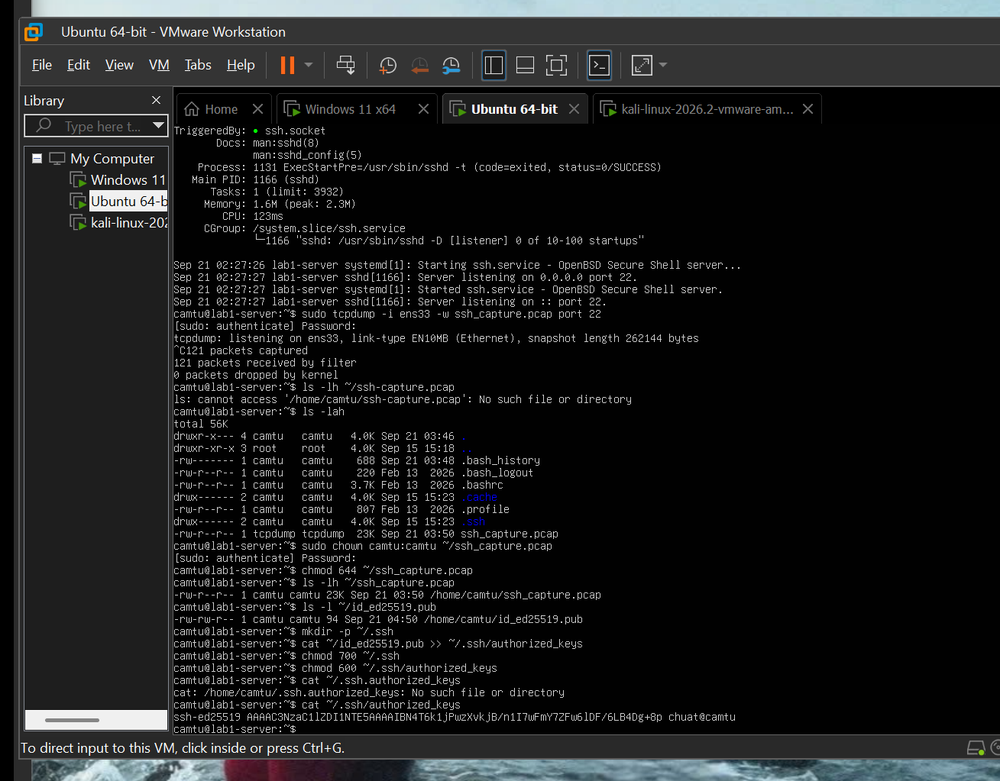 Ubuntu 64-bit - VMware Workstation
File Edit View VM Tabs Help
Library
Type here t...
My Computer
Windows 11
Ubuntu 64-b
kali-linux-202
Home
Windows 11 x64
Ubuntu 64-bit
kali-linux-2026.2-vmware-am...
TriggeredBy: ● ssh.socket
Docs: man:sshd(8)
man:sshd_config(5)
Process: 1131 ExecStartPre=/usr/sbin/sshd -t (code=exited, status=0/SUCCESS)
Main PID: 1166 (sshd)
Tasks: 1 (limit: 3932)
Memory: 1.6M (peak: 2.3M)
CPU: 123ms
CGroup: /system.slice/ssh.service
└─1166 "sshd: /usr/sbin/sshd -D [listener] 0 of 10-100 startups"
Sep 21 02:27:26 lab1-server systemd[1]: Starting ssh.service - OpenBSD Secure Shell server...
Sep 21 02:27:27 lab1-server sshd[1166]: Server listening on 0.0.0.0 port 22.
Sep 21 02:27:27 lab1-server systemd[1]: Started ssh.service - OpenBSD Secure Shell server.
Sep 21 02:27:27 lab1-server sshd[1166]: Server listening on :: port 22.
camtu@lab1-server:~$ sudo tcpdump -i ens33 -w ssh_capture.pcap port 22
[sudo: authenticate] Password:
tcpdump: listening on ens33, link-type EN10MB (Ethernet), snapshot length 262144 bytes
^C121 packets captured
121 packets received by filter
0 packets dropped by kernel
camtu@lab1-server:~$ ls -lh ~/ssh-capture.pcap
ls: cannot access '/home/camtu/ssh-capture.pcap': No such file or directory
camtu@lab1-server:~$ ls -lah
total 56K
drwxr-x--- 4 camtu camtu 4.0K Sep 21 03:46 .
drwxr-xr-x 3 root root 4.0K Sep 15 15:18 ..
-rw------- 1 camtu camtu 688 Sep 21 03:48 .bash_history
-rw-r--r-- 1 camtu camtu 220 Feb 13 2026 .bash_logout
-rw-r--r-- 1 camtu camtu 3.7K Feb 13 2026 .bashrc
drwx------ 2 camtu camtu 4.0K Sep 15 15:23 .cache
-rw-r--r-- 1 camtu camtu 807 Feb 13 2026 .profile
drwx------ 2 camtu camtu 4.0K Sep 15 15:23 .ssh
-rw-r--r-- 1 tcpdump tcpdump 23K Sep 21 03:50 ssh_capture.pcap
camtu@lab1-server:~$ sudo chown camtu:camtu ~/ssh_capture.pcap
[sudo: authenticate] Password:
camtu@lab1-server:~$ chmod 644 ~/ssh_capture.pcap
camtu@lab1-server:~$ ls -lh ~/ssh_capture.pcap
-rw-r--r-- 1 camtu camtu 23K Sep 21 03:50 /home/camtu/ssh_capture.pcap
camtu@lab1-server:~$ ls -l ~/id_ed25519.pub
-rw-rw-r-- 1 camtu camtu 94 Sep 21 04:50 /home/camtu/id_ed25519.pub
camtu@lab1-server:~$ mkdir -p ~/.ssh
camtu@lab1-server:~$ cat ~/id_ed25519.pub >> ~/.ssh/authorized_keys
camtu@lab1-server:~$ chmod 700 ~/.ssh
camtu@lab1-server:~$ chmod 600 ~/.ssh/authorized_keys
camtu@lab1-server:~$ cat ~/.ssh.authorized_keys
cat: /home/camtu/.ssh.authorized_keys: No such file or directory
camtu@lab1-server:~$ cat ~/.ssh/authorized_keys
ssh-ed25519 AAAAC3NzaC1lZDI1NTE5AAAAIBN4T6k1jPwzXvkjB/n1I7wFmY7ZFw6lDF/6LB4Dg+8p chuat@camtu
camtu@lab1-server:~$
To direct input to this VM, click inside or press Ctrl+G.